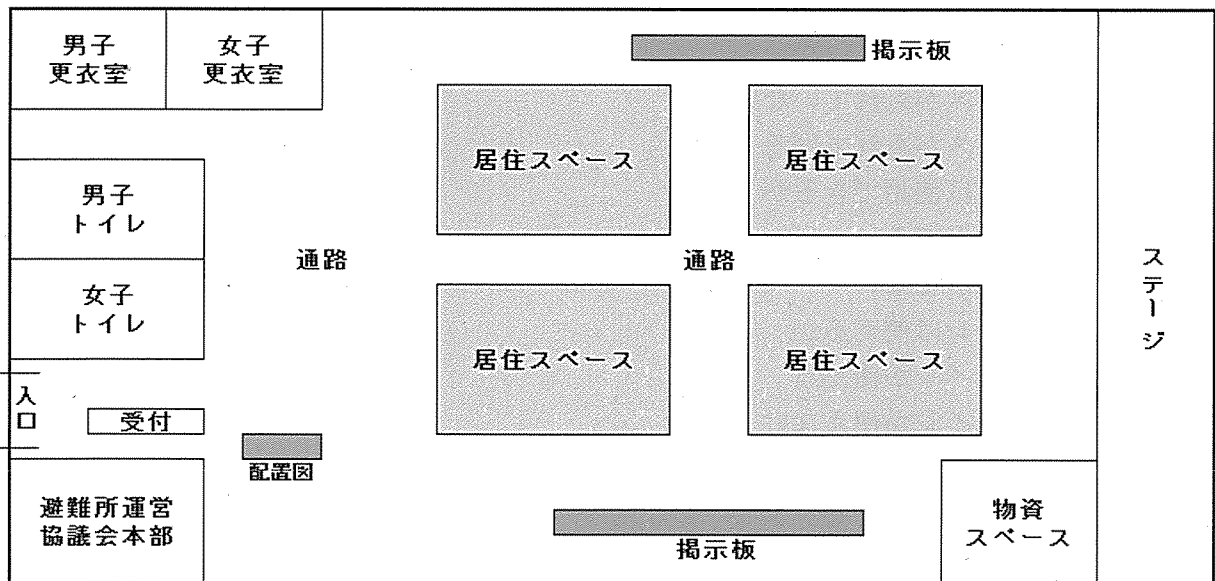 男子
更衣室
女子
更衣室
掲示板
居住スペース
居住スペース
男子
トイレ
通路
通路
女子
トイレ
居住スペース
居住スペース
ステージ
入口
受付
配置図
避難所運営
協議会本部
掲示板
物資
スペース